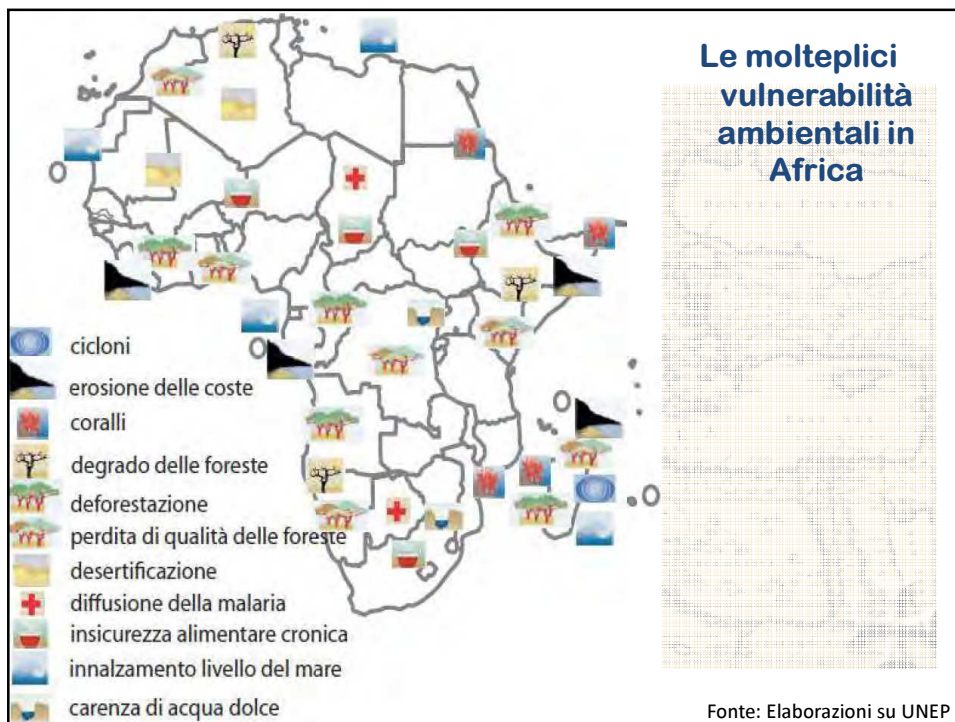 Le molteplici
vulnerabilità
ambientali in
Africa
cicloni
erosione delle coste
coralli
degrado delle foreste
deforestazione
perdita di qualità delle foreste
desertificazione
diffusione della malaria
insicurezza alimentare cronica
innalzamento livello del mare
carenza di acqua dolce
Fonte: Elaborazioni su UNEP